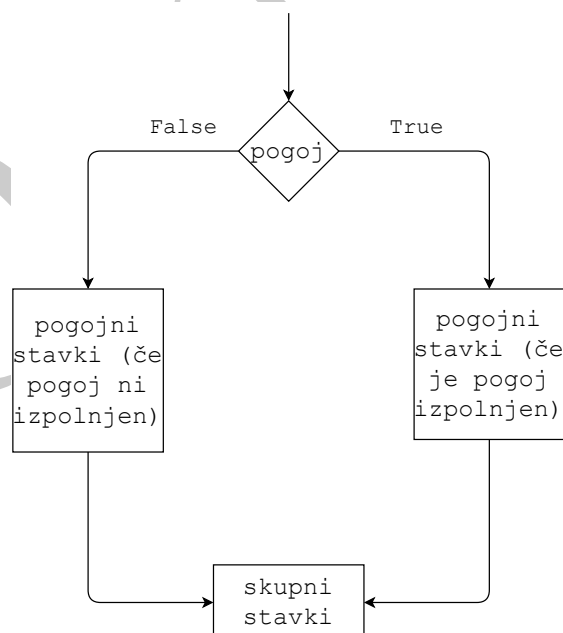 False
True
pogoj
pogojni
stavki (če
pogoj ni
izpolnjen)
pogojni
stavki (če
je pogoj
izpolnjen)
skupni
stavki